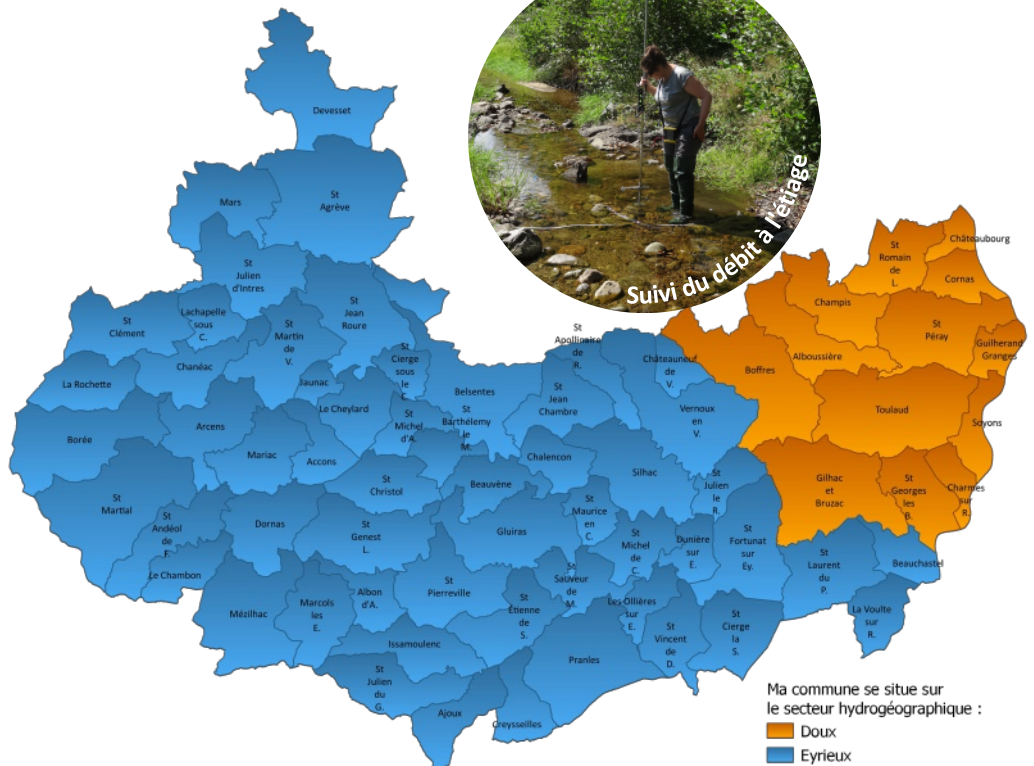 Devesset
Mars
St
Agrève
Suivi du débit à l'étiage
St
Julien
d'Intres
St
Romain
de
L.
Châteaubourg
Cornas
St
Clément
Lachapelle
sous
C.
St
Martin
de
V.
St
Jean
Roure
Champis
St
Péray
Guilherand
Granges
St
Apollinaire
de
R.
St
Cierge
sous
le
C.
Châteauneuf
de
V.
Alboussière
Boffres
La Rochette
Chanéac
Jaunac
Belsentes
St
Jean
Chambre
Vernoux
en
V.
Toulaud
Soyons
Borée
Arcens
Le Cheylard
St
Michel
d'A.
St
Barthélemy
le
M.
Mariac
Accons
Chalencon
Silhac
St
Julien
le
R.
Gilhac
et
Bruzac
St
Georges
les
B.
Charmes
sur
R.
St
Martial
St
Christol
Beauvène
St
Maurice
en
C.
St
Andéol
de
F.
Dornas
St
Genest
L.
Gluiras
St
Michel
de
C.
Dunière
sur
E.
St
Fortunat
sur
Ey.
St
Laurent
du
P.
Beauchastel
Le Chambon
Mézilhac
Marcols
les
E.
Albon
d'A.
St
Pierreville
St
Étienne
de
S.
St
Sauveur
de
M.
Les Ollières
sur
E.
St
Vincent
de
D.
St
Cierge
la
S.
La Voulte
sur
R.
Issamoulenc
Pranles
St
Julien
du
G.
Ajoux
Creysseilles
Ma commune se situe sur
le secteur hydrogéographique :
Doux
Eyrieux